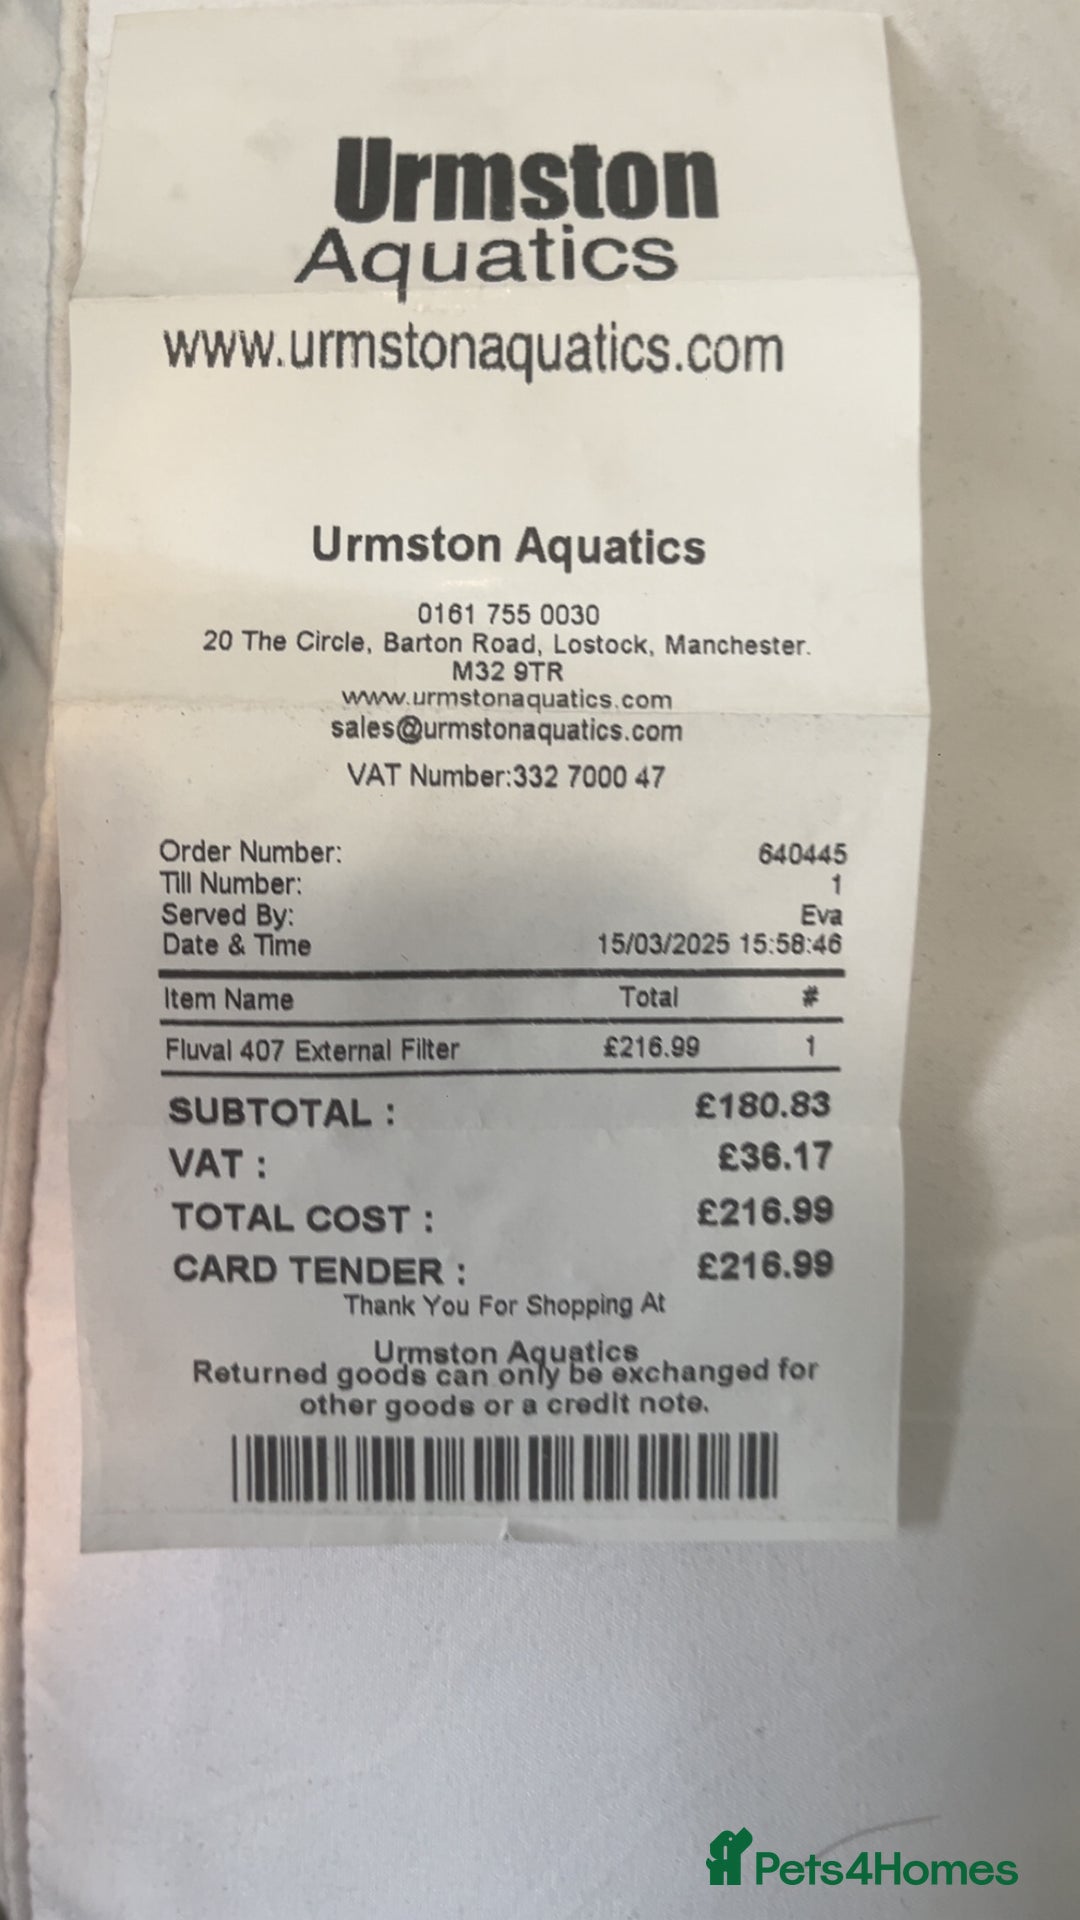 Urmston
Aquatics
www.urmstonaquatics.com
Urmston Aquatics
0161 755 0030
20 The Circle, Barton Road, Lostock, Manchester.
M32 9TR
www.urmstonaquatics.com
sales@urmstonaquatics.com
VAT Number:332 7000 47
Order Number: 640445
Till Number: 1
Served By: Eva
Date & Time 15/03/2025 15:58:46
Item Name Total #
Fluval 407 External Filter £216.99 1
SUBTOTAL : £180.83
VAT : £36.17
TOTAL COST : £216.99
CARD TENDER : £216.99
Thank You For Shopping At
Urmston Aquatics
Returned goods can only be exchanged for
other goods or a credit note.
Pets4Homes